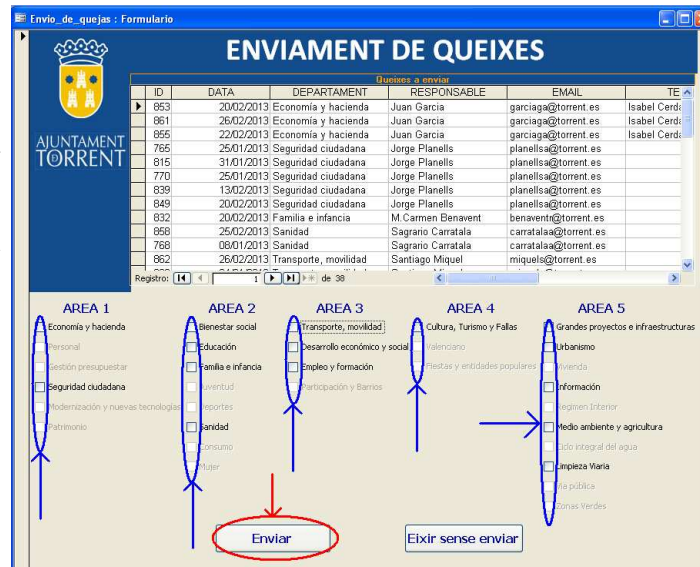 Envio_de_quejas : Formulario
AJUNTAMENT
DE TORRENT
ENVIAMENT DE QUEIXES
Queixes a enviar
ID DATA DEPARTAMENT RESPONSABLE EMAIL TE
853 20/02/2013 Economía y hacienda Juan Garcia garciaga@torrent.es Isabel Cerda
861 26/02/2013 Economía y hacienda Juan Garcia garciaga@torrent.es Isabel Cerda
855 22/02/2013 Economía y hacienda Juan Garcia garciaga@torrent.es Isabel Cerda
765 25/01/2013 Seguridad ciudadana Jorge Planells planellsa@torrent.es
815 31/01/2013 Seguridad ciudadana Jorge Planells planellsa@torrent.es
770 25/01/2013 Seguridad ciudadana Jorge Planells planellsa@torrent.es
839 13/02/2013 Seguridad ciudadana Jorge Planells planellsa@torrent.es
849 20/02/2013 Seguridad ciudadana Jorge Planells planellsa@torrent.es
832 20/02/2013 Familia e infancia M.Carmen Benavent benaventr@torrent.es
858 25/02/2013 Sanidad Sagrario Carratala carratalaa@torrent.es
768 08/01/2013 Sanidad Sagrario Carratala carratalaa@torrent.es
862 26/02/2013 Transporte, movilidad Santiago Miquel miquels@torrent.es
Registro: 1 de 38
AREA 1
Economía y hacienda
Personal
Gestión presupuestar
Seguridad ciudadana
Modernización y nuevas tecnologías
Patrimonio
AREA 2
Bienestar social
Educación
Familia e infancia
Juventud
Deportes
Sanidad
Consumo
Mujer
AREA 3
Transporte, movilidad
Desarrollo económico y social
Empleo y formación
Participación y Barrios
AREA 4
Cultura, Turismo y Fallas
Valenciano
Fiestas y entidades populares
AREA 5
Grandes proyectos e infraestructuras
Urbanismo
Vivienda
Información
Regimen Interior
Medio ambiente y agricultura
Ciclo integral del agua
Limpieza Viaria
Via pública
Zonas Verdes
Enviar
Eixir sense enviar